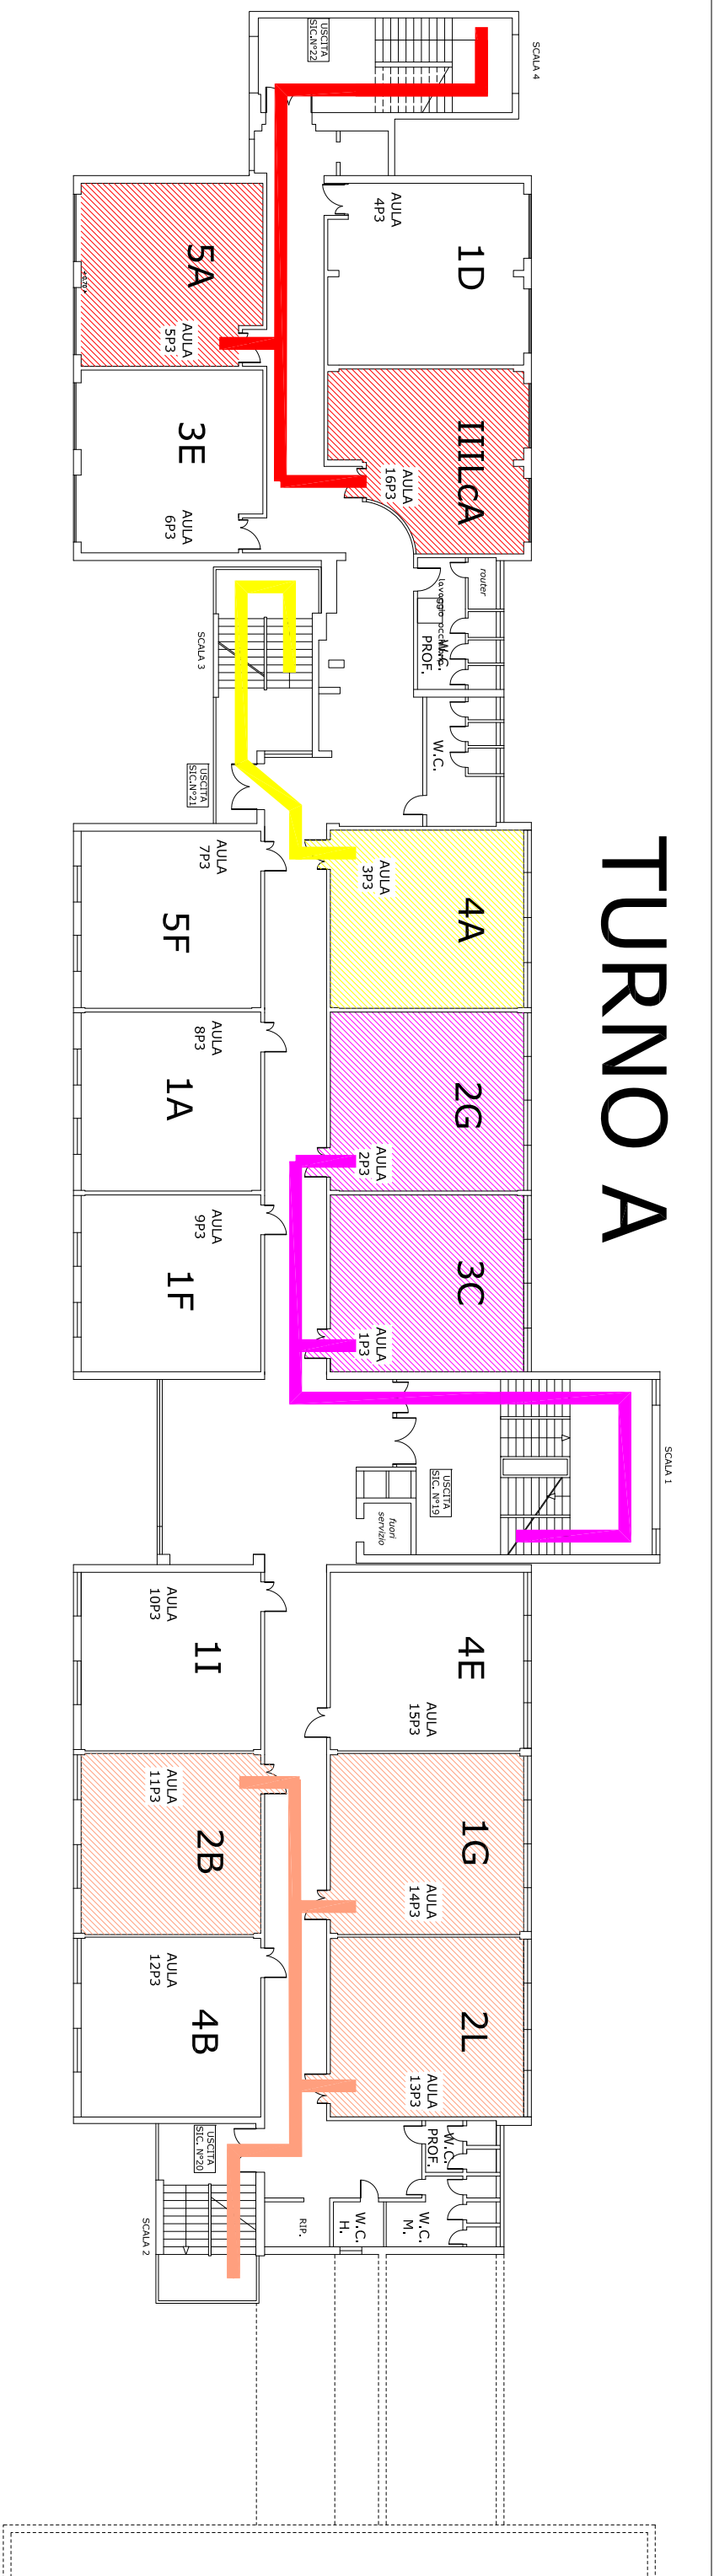 TURNO A
SCALA 4
USCITA
SIC.N°22
AULA
4P3
1D
5A
AULA
5P3
IIILcA
AULA
16P3
3E
AULA
6P3
router
lavaggio
W.C.
PROF.
SCALA 3
W.C.
USCITA
SIC.N°21
AULA
7P3
5F
AULA
3P3
4A
AULA
8P3
1A
2G
AULA
2P3
AULA
9P3
1F
3C
AULA
1P3
SCALA 1
USCITA
SIC. N°19
fuori
servizio
AULA
10P3
1I
4E
AULA
15P3
AULA
11P3
2B
1G
AULA
14P3
AULA
12P3
4B
2L
AULA
13P3
USCITA
SIC. N°20
W.C.
PROF.
SCALA 2
RIP.
W.C.
H.
W.C.
M.